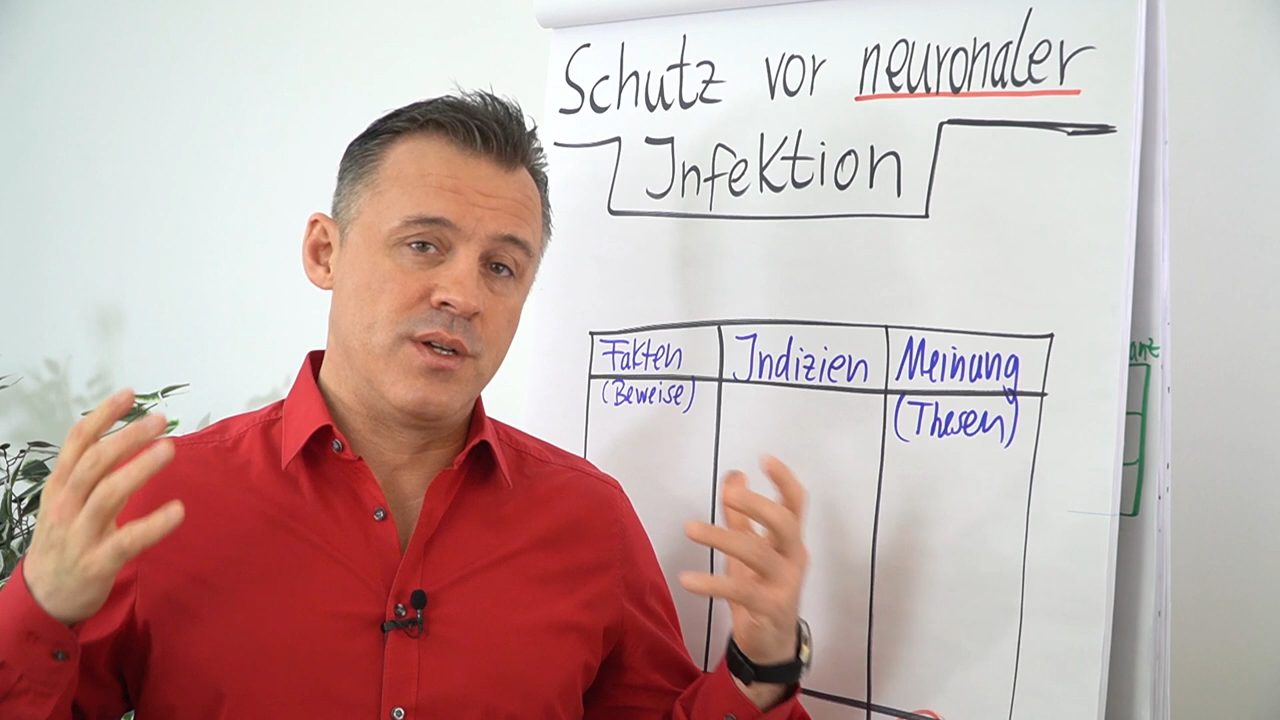 Schutz vor neuronaler
Infektion
Fakten Indizien Meinung
(Beweise) (Thesen)